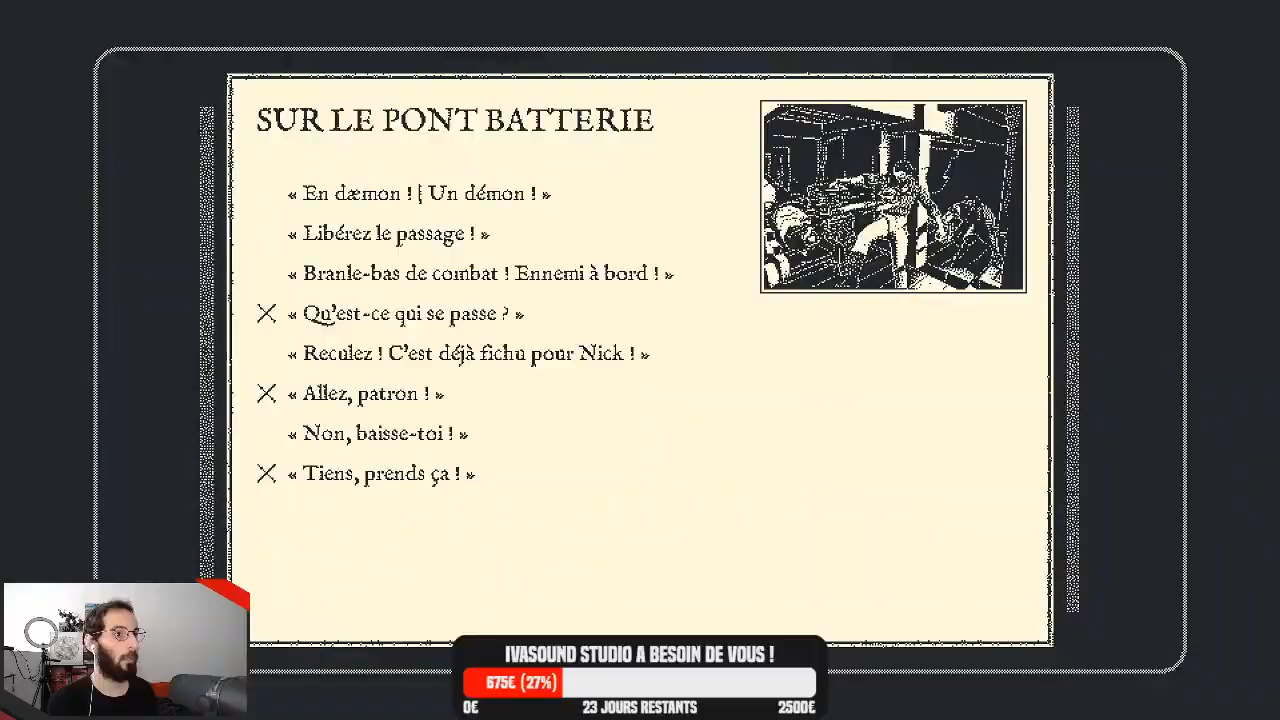 SUR LE PONT BATTERIE
« En dæmon ! { Un démon ! »
« Libérez le passage ! »
« Branle-bas de combat ! Ennemi à bord ! »
« Qu'est-ce qui se passe ? »
« Reculez ! C'est déjà fichu pour Nick ! »
« Allez, patron ! »
« Non, baisse-toi ! »
« Tiens, prends ça ! »
IVASOUND STUDIO A BESOIN DE VOUS !
675€ (27%)
0€ 23 JOURS RESTANTS 2500€